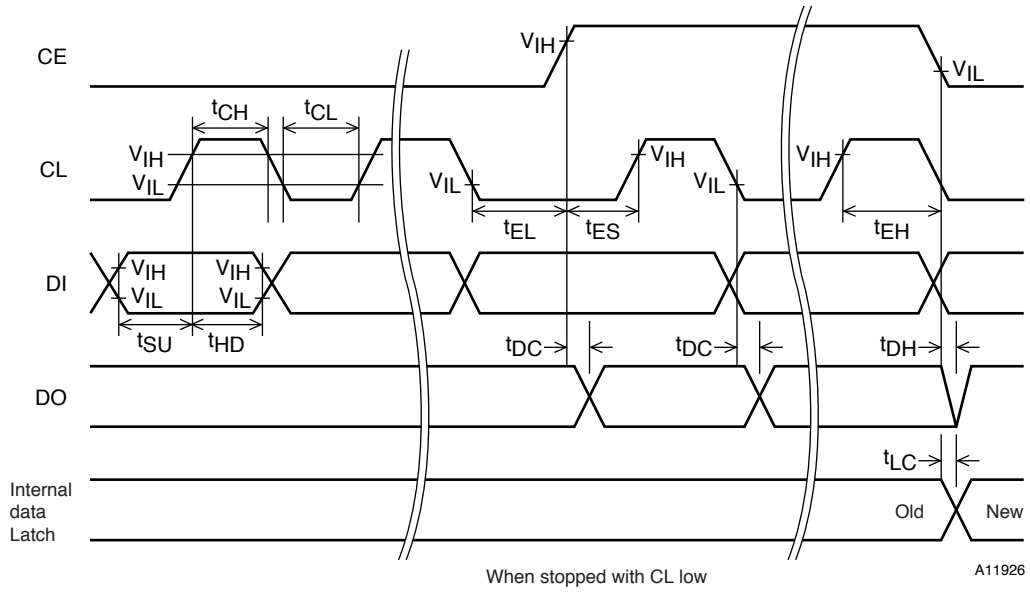 CE
VIH
VIL
tCH
tCL
CL
VIH
VIL
VIL
VIH
VIL
VIH
tEL
tES
tEH
DI
VIH
VIL
VIH
VIL
tSU
tHD
tDC
tDC
tDH
DO
tLC
Internal
data
Latch
Old
New
When stopped with CL low
A11926